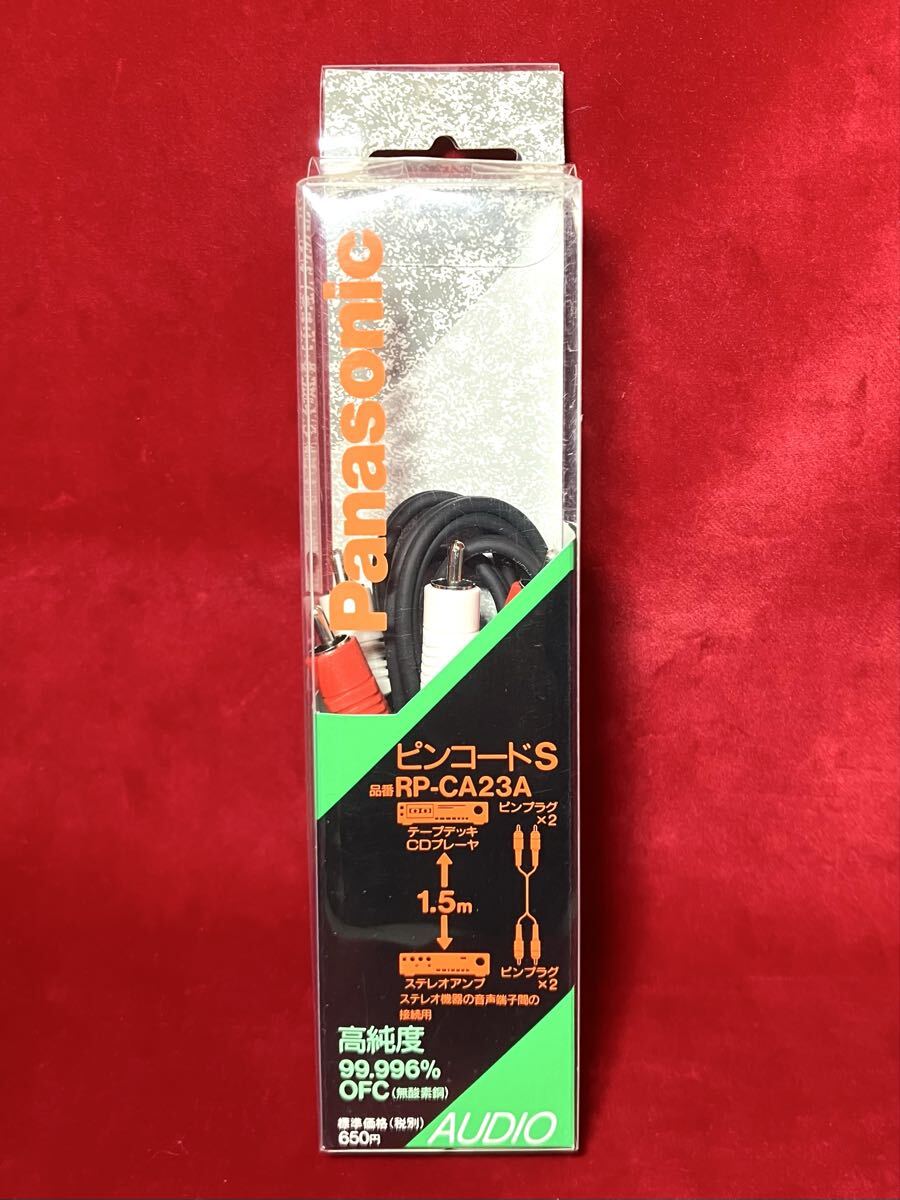 Panasonic
ピンコードS
品番 RP-CA23A
ピンプラグ
×2
テープデッキ
CDプレーヤ
1.5m
ピンプラグ
×2
ステレオアンプ
ステレオ機器の音声端子間の
接続用
高純度
99.996%
OFC(無酸素銅)
標準価格(税別)
650円
AUDIO